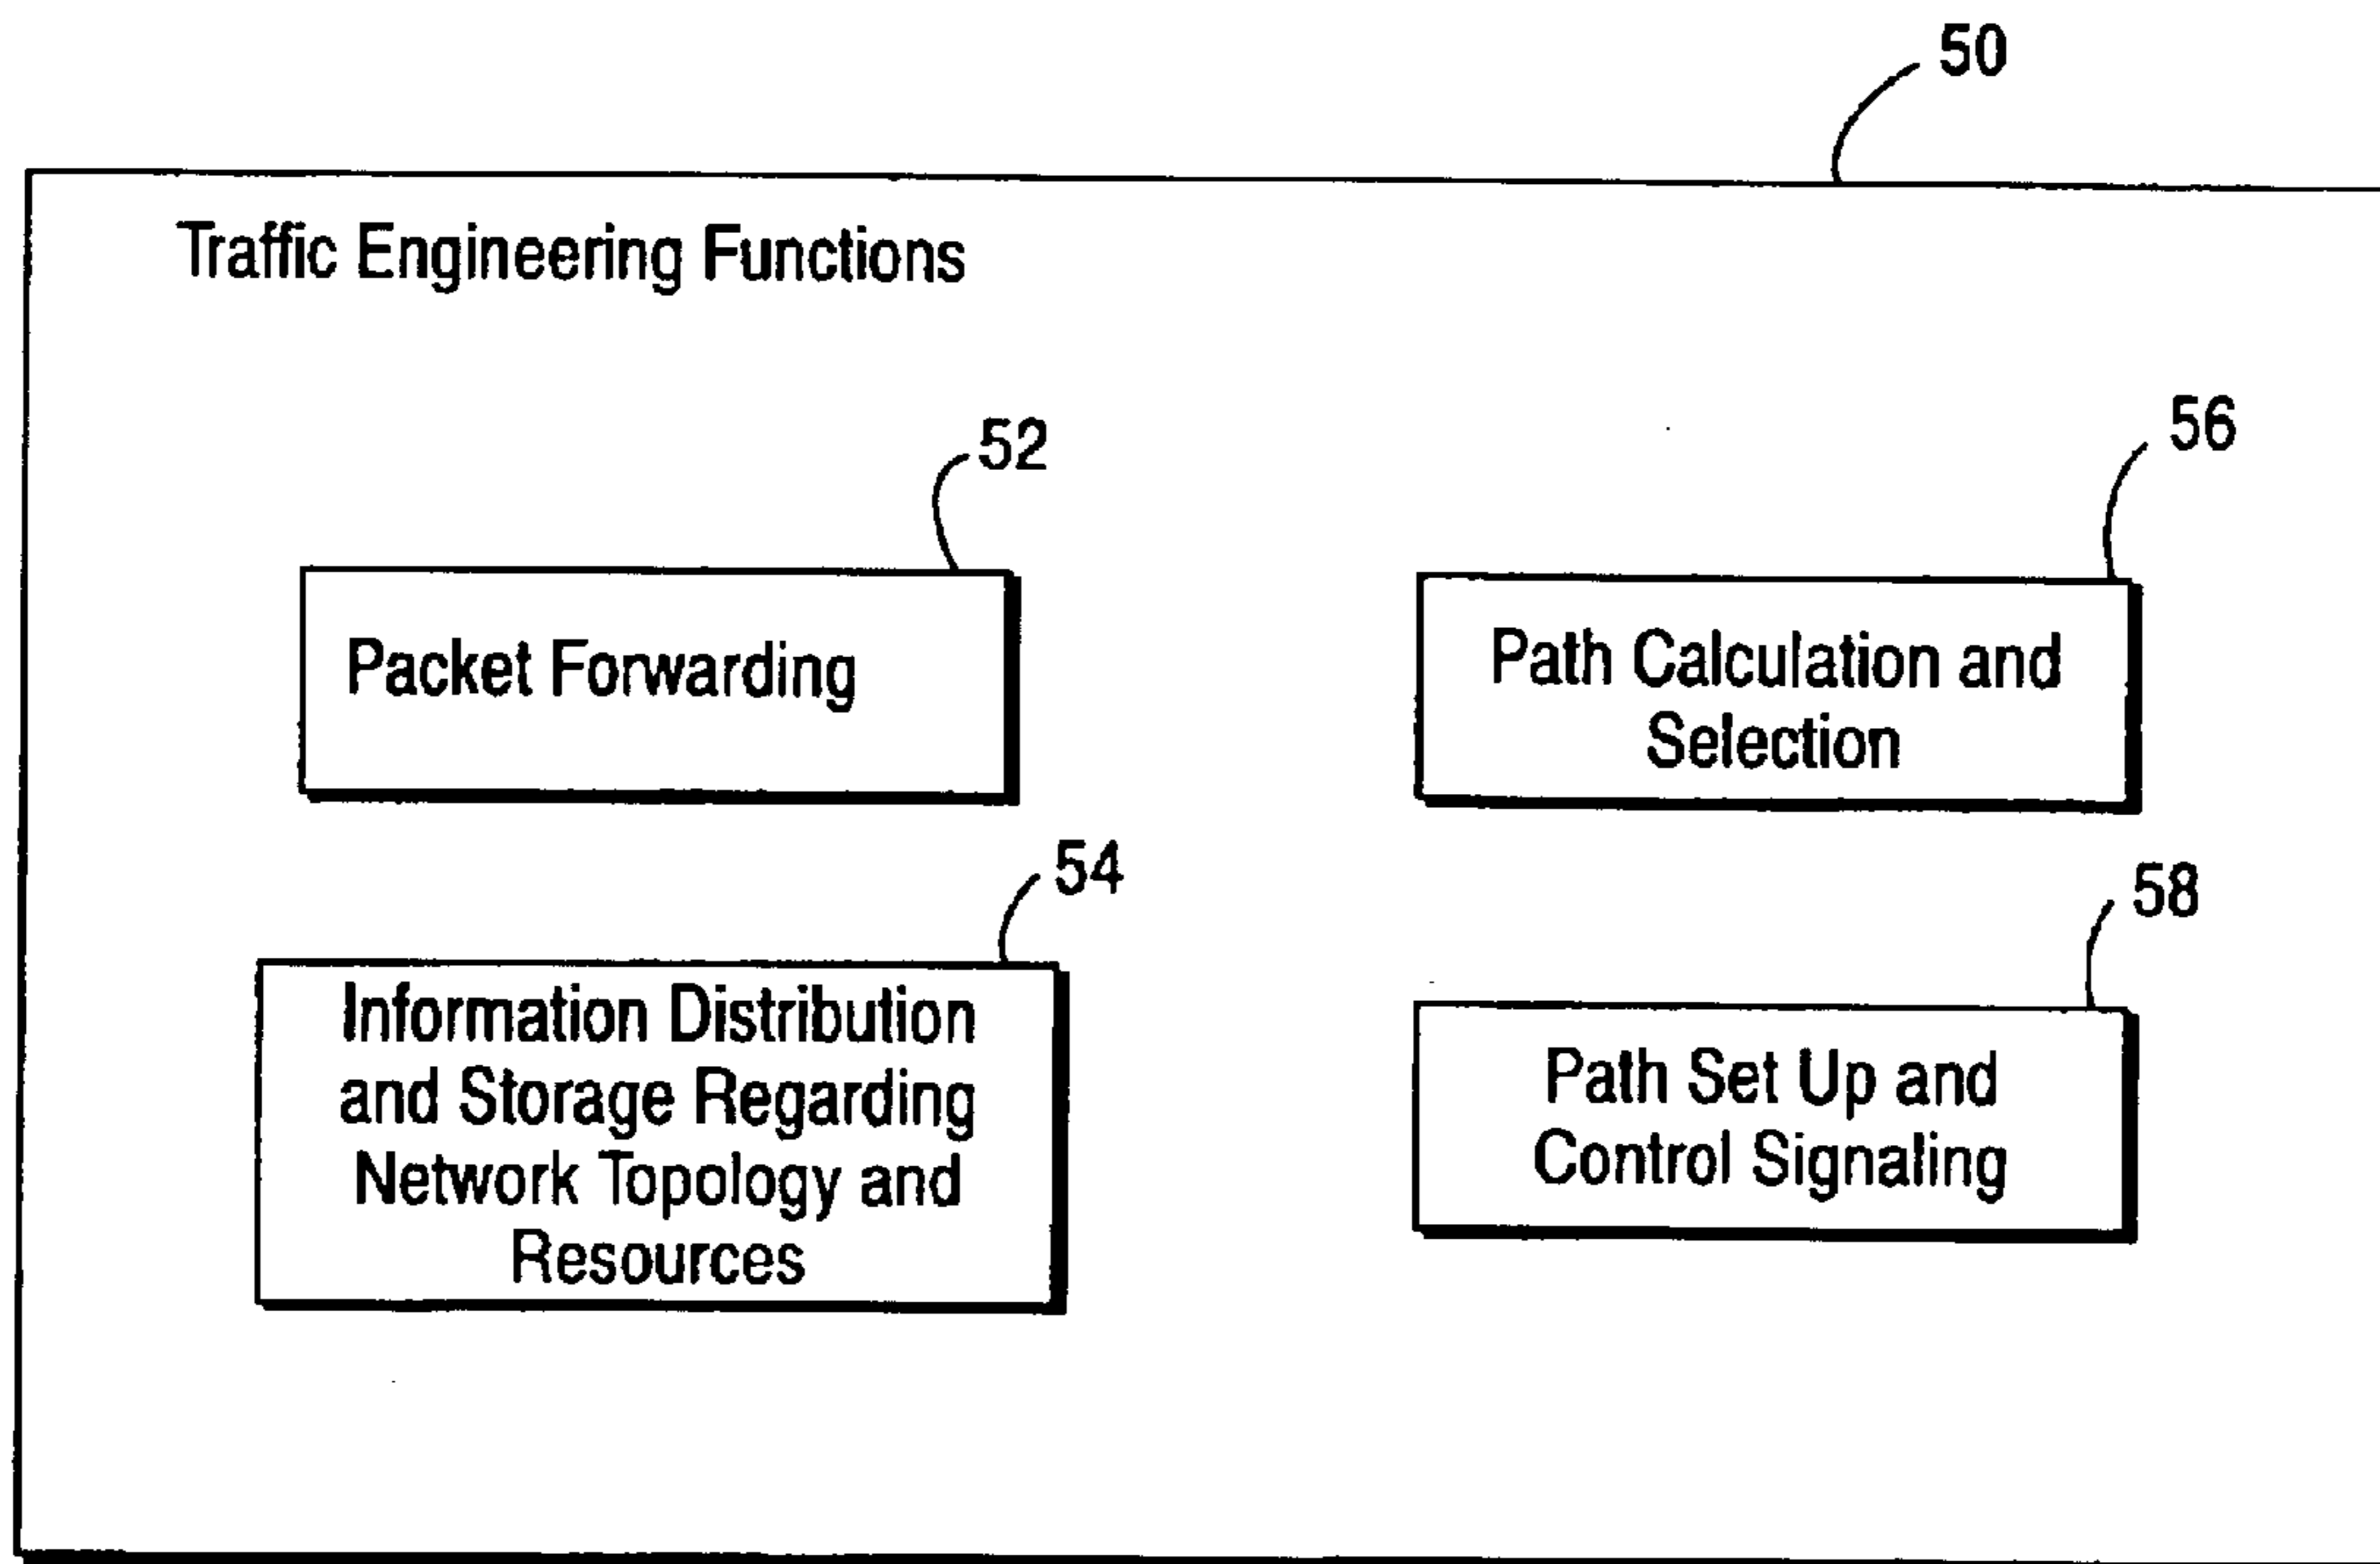 50
Traffic Engineering Functions
52
Packet Forwarding
56
Path Calculation and
Selection
54
Information Distribution
and Storage Regarding
Network Topology and
Resources
58
Path Set Up and
Control Signaling